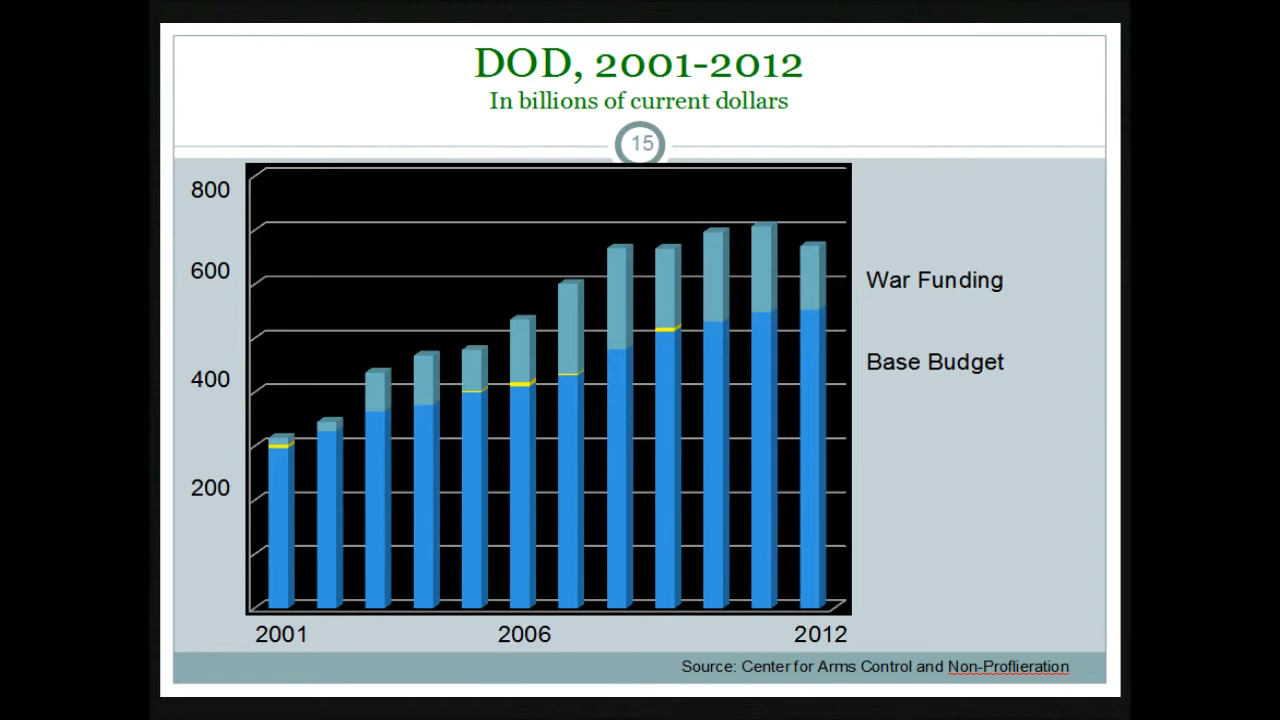 DOD, 2001-2012
In billions of current dollars
15
800
600
400
200
War Funding
Base Budget
2001 2006 2012
Source: Center for Arms Control and Non-Proflieration